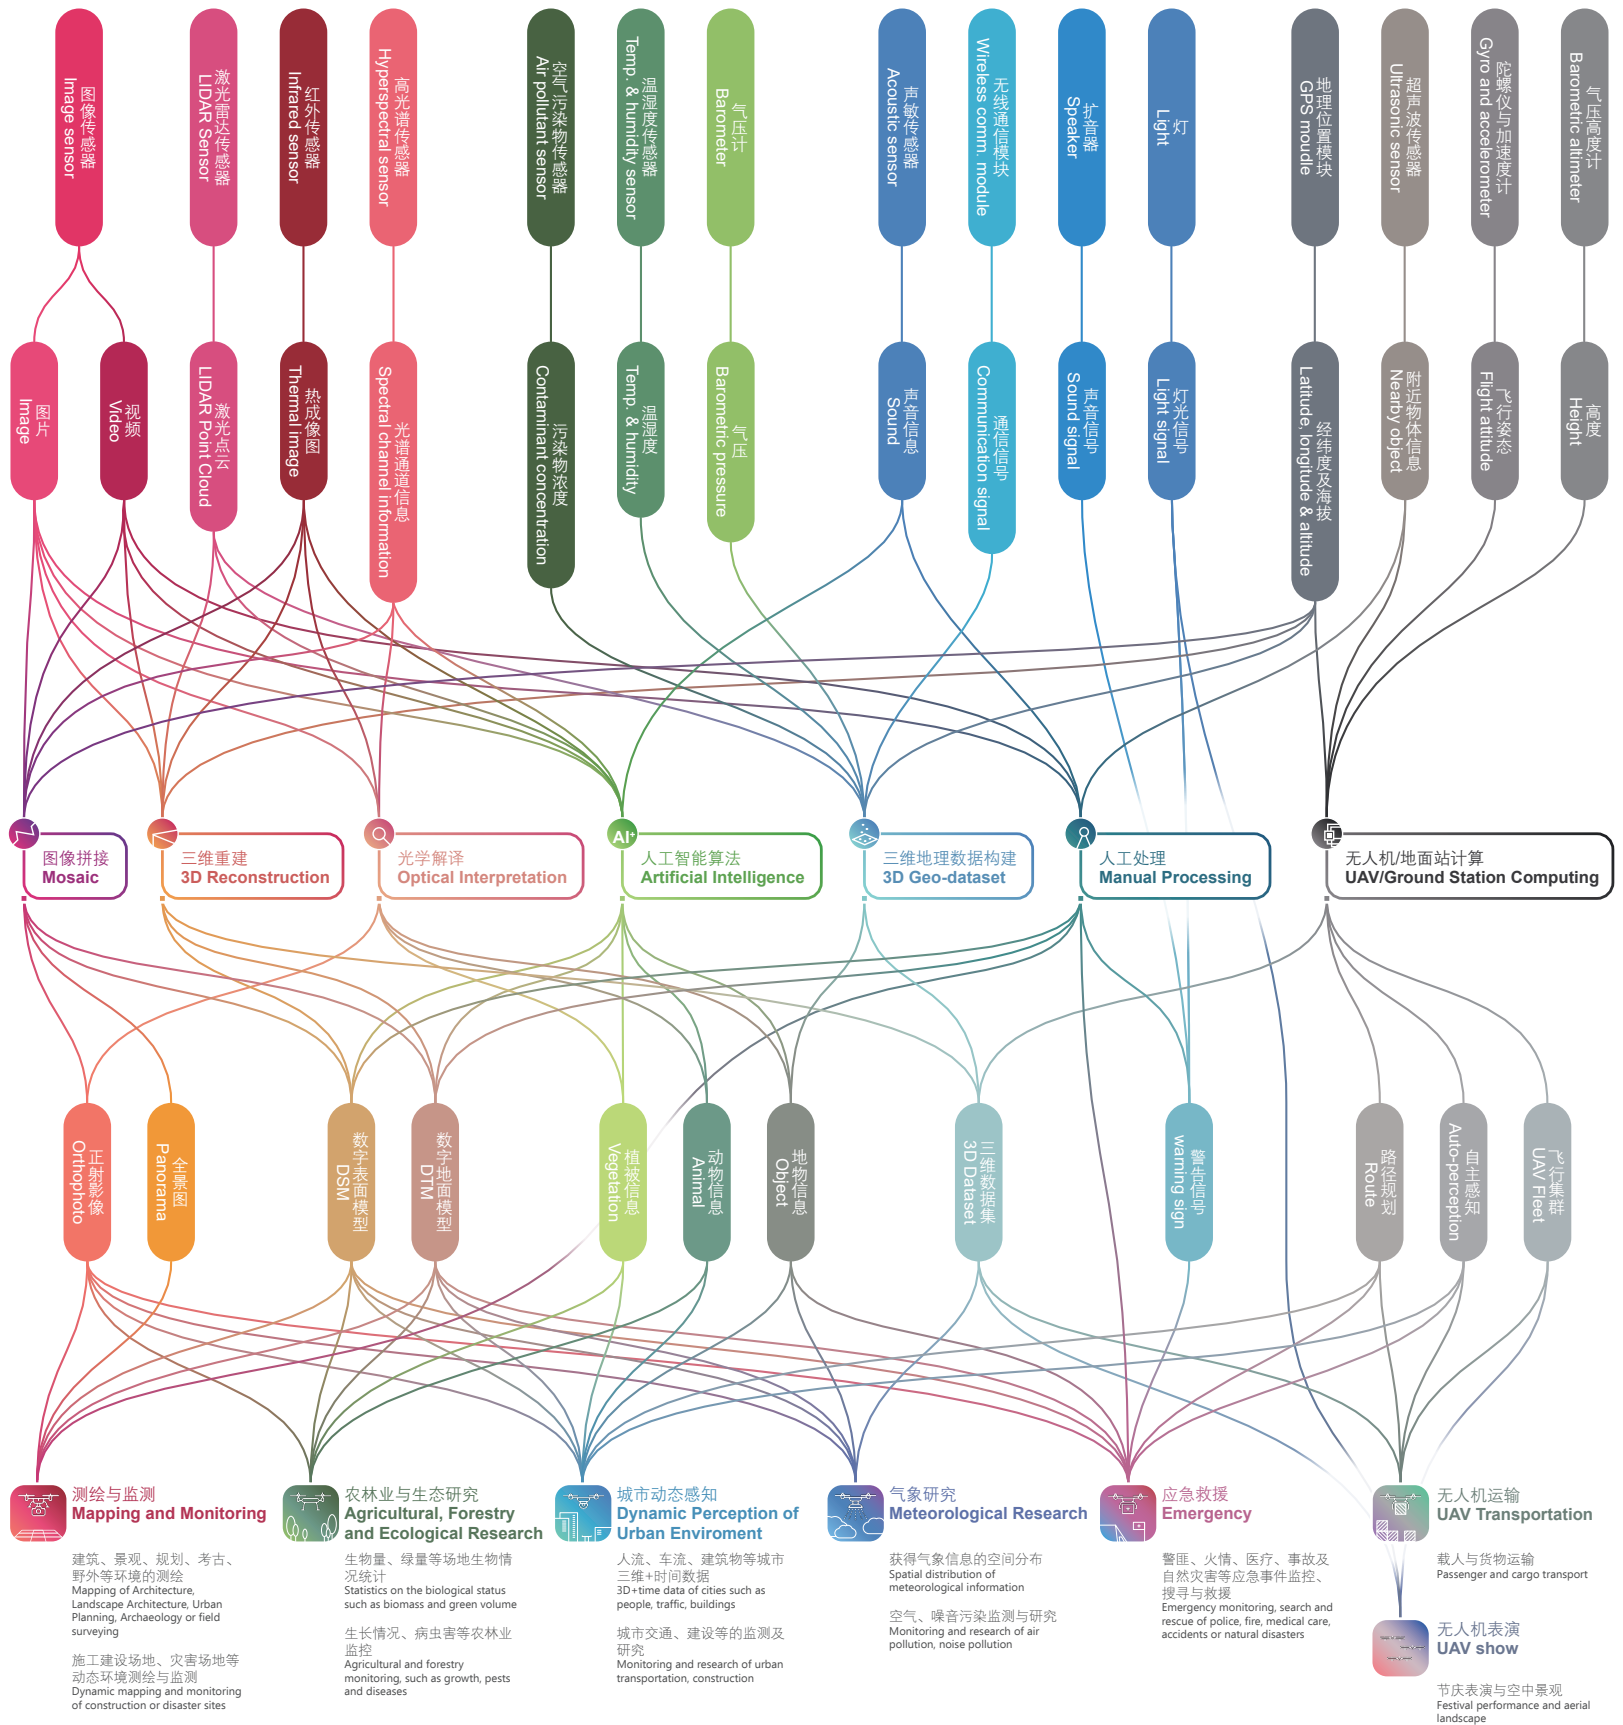 图像传感器
Image sensor
激光雷达传感器
LIDAR Sensor
红外传感器
Infrared sensor
高光谱传感器
Hyperspectral sensor
空气污染物传感器
Air pollutant sensor
温湿度传感器
Temp. & humidity sensor
气压计
Barometer
声敏传感器
Acoustic sensor
无线通信模块
Wireless comm. module
扩音器
Speaker
灯
Light
地理位置模块
GPS moudle
超声波传感器
Ultrasonic sensor
陀螺仪与加速度计
Gyro and accelerometer
气压高度计
Barometric altimeter
图片
Image
视频
Video
激光点云
LIDAR Point Cloud
热成像图
Thermal image
光谱通道信息
Spectral channel information
污染物浓度
Contaminant concentration
温湿度
Temp. & humidity
气压
Barometric pressure
声音信息
Sound
通信信号
Communication signal
声音信号
Sound signal
灯光信号
Light signal
经纬度及海拔
Latitude, longitude & altitude
附近物体信息
Nearby object
飞行姿态
Flight attitude
高度
Height
图像拼接
Mosaic
三维重建
3D Reconstruction
光学解译
Optical Interpretation
AI+
人工智能算法
Artificial Intelligence
三维地理数据构建
3D Geo-dataset
人工处理
Manual Processing
无人机/地面站计算
UAV/Ground Station Computing
正射影像
Orthophoto
全景图
Panorama
数字表面模型
DSM
数字地面模型
DTM
植被信息
Vegetation
动物信息
Animal
地物信息
Object
三维数据集
3D Dataset
警告信号
warning sign
路径规划
Route
自主感知
Auto-perception
飞行集群
UAV Fleet
测绘与监测
Mapping and Monitoring
建筑、景观、规划、考古、
野外等环境的测绘
Mapping of Architecture,
Landscape Architecture, Urban
Planning, Archaeology or field
surveying
施工建设场地、灾害场地等
动态环境测绘与监测
Dynamic mapping and monitoring
of construction or disaster sites
农林业与生态研究
Agricultural, Forestry
and Ecological Research
生物量、绿量等场地生物情
况统计
Statistics on the biological status
such as biomass and green volume
生长情况、病虫害等农林业
监控
Agricultural and forestry
monitoring, such as growth, pests
and diseases
城市动态感知
Dynamic Perception of
Urban Enviroment
人流、车流、建筑物等城市
三维+时间数据
3D+time data of cities such as
people, traffic, buildings
城市交通、建设等的监测及
研究
Monitoring and research of urban
transportation, construction
气象研究
Meteorological Research
获得气象信息的空间分布
Spatial distribution of
meteorological information
空气、噪音污染监测与研究
Monitoring and research of air
pollution, noise pollution
应急救援
Emergency
警匪、火情、医疗、事故及
自然灾害等应急事件监控、
搜寻与救援
Emergency monitoring, search and
rescue of police, fire, medical care,
accidents or natural disasters
无人机运输
UAV Transportation
载人与货物运输
Passenger and cargo transport
无人机表演
UAV show
节庆表演与空中景观
Festival performance and aerial
landscape